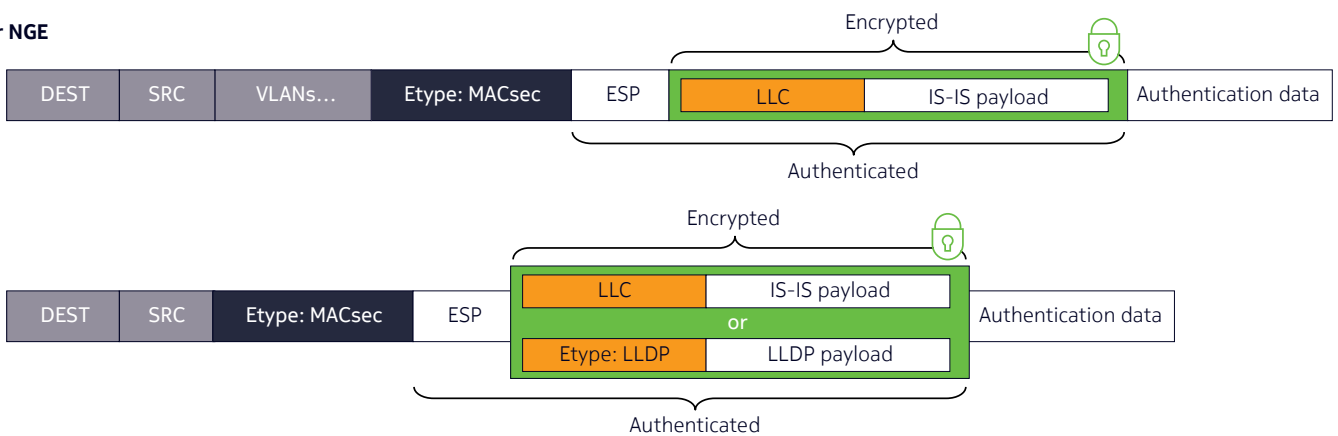 r NGE
Encrypted
DEST SRC VLANs... Etype: MACsec ESP LLC IS-IS payload Authentication data
Authenticated
Encrypted
LLC IS-IS payload
DEST SRC Etype: MACsec ESP or Authentication data
Etype: LLDP LLDP payload
Authenticated